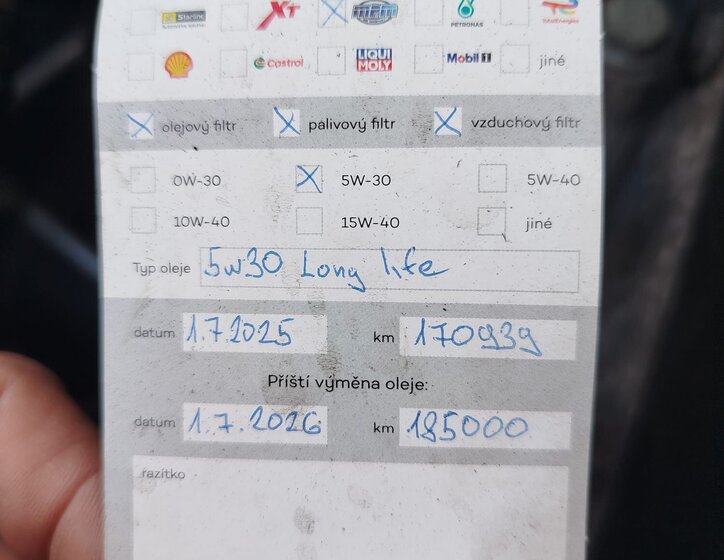 Starline XT MPM PETRONAS TotalEnergies
Castrol LIQUI MOLY Mobil 1 jiné
olejový filtr palivový filtr vzduchový filtr
0W-30 5W-30 5W-40
10W-40 15W-40 jiné
Typ oleje 5w30 Long life
datum 1.7.2025 km 170939
Příští výměna oleje:
datum 1.7.2026 km 185000
razítko